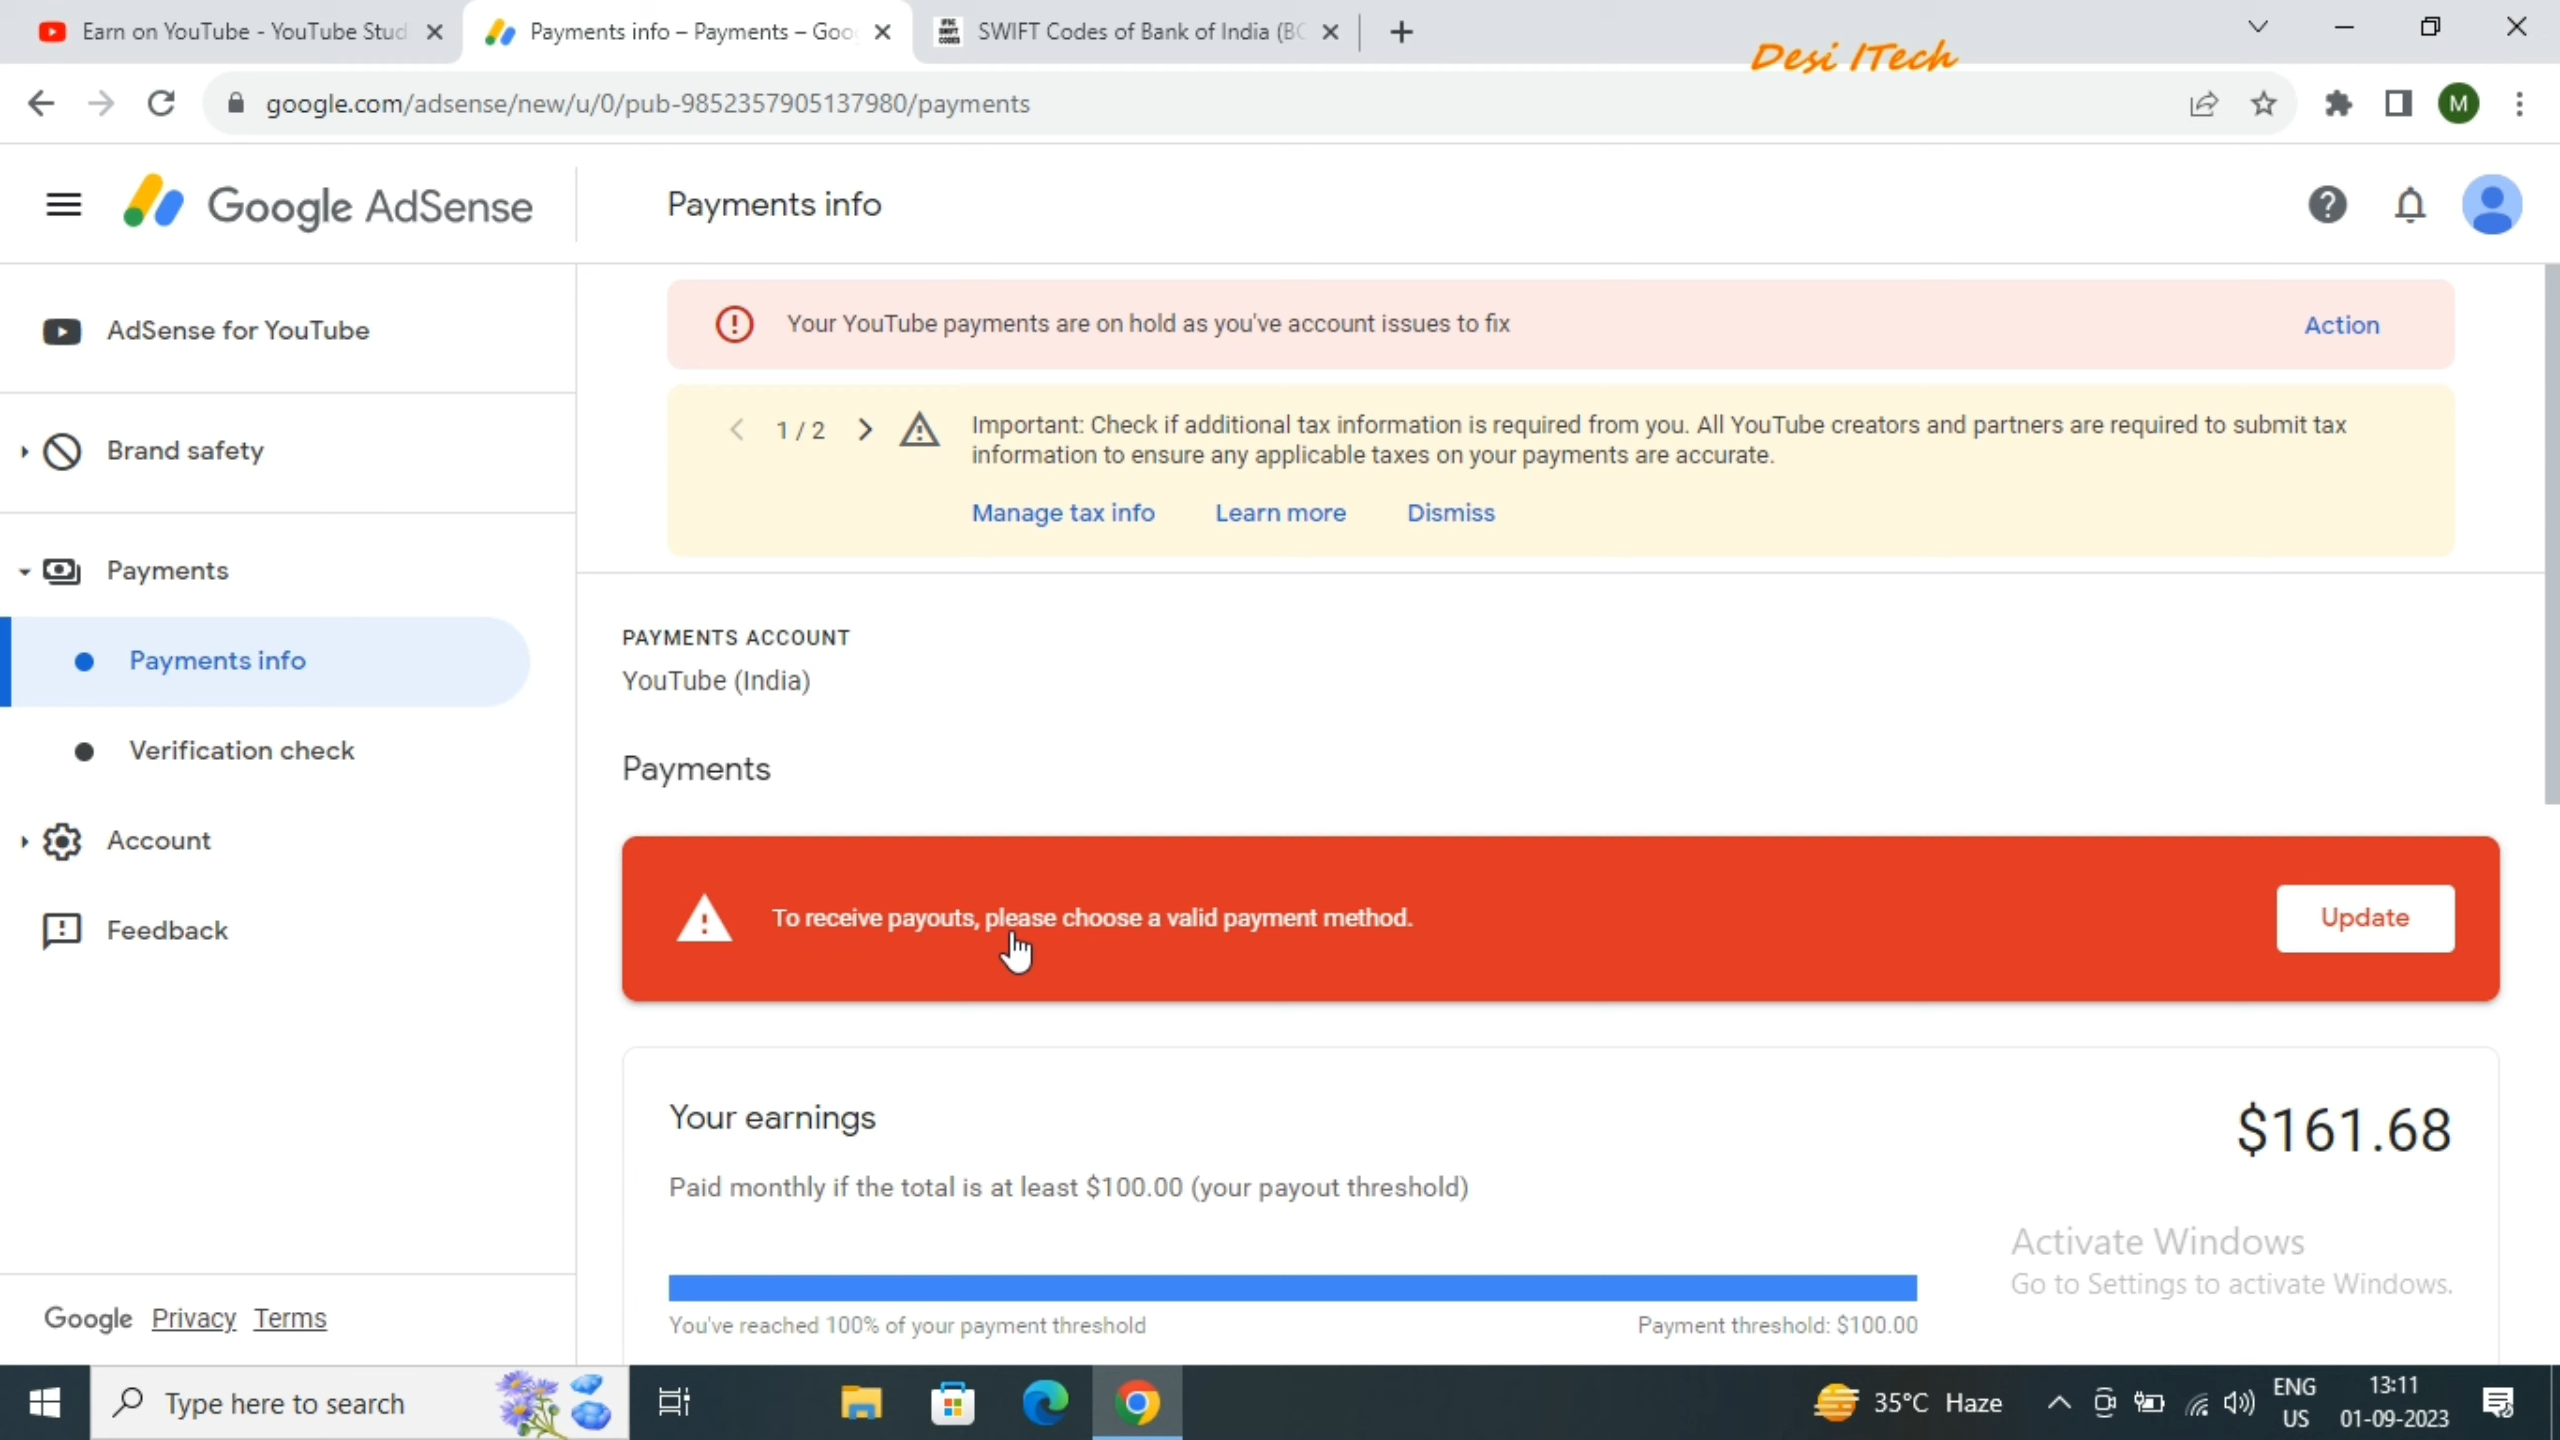 Earn on YouTube - YouTube Stud
Payments info – Payments – Goo
SWIFT Codes of Bank of India (BO
Desi ITech
google.com/adsense/new/u/0/pub-9852357905137980/payments
M
Google AdSense
Payments info
AdSense for YouTube
Brand safety
Payments
Payments info
Verification check
Account
Feedback
Google Privacy Terms
Your YouTube payments are on hold as you've account issues to fix
Action
1 / 2
Important: Check if additional tax information is required from you. All YouTube creators and partners are required to submit tax
information to ensure any applicable taxes on your payments are accurate.
Manage tax info Learn more Dismiss
PAYMENTS ACCOUNT
YouTube (India)
Payments
To receive payouts, please choose a valid payment method.
Update
Your earnings
$161.68
Paid monthly if the total is at least $100.00 (your payout threshold)
You've reached 100% of your payment threshold
Payment threshold: $100.00
Activate Windows
Go to Settings to activate Windows.
Type here to search
35°C Haze
ENG
US
13:11
01-09-2023